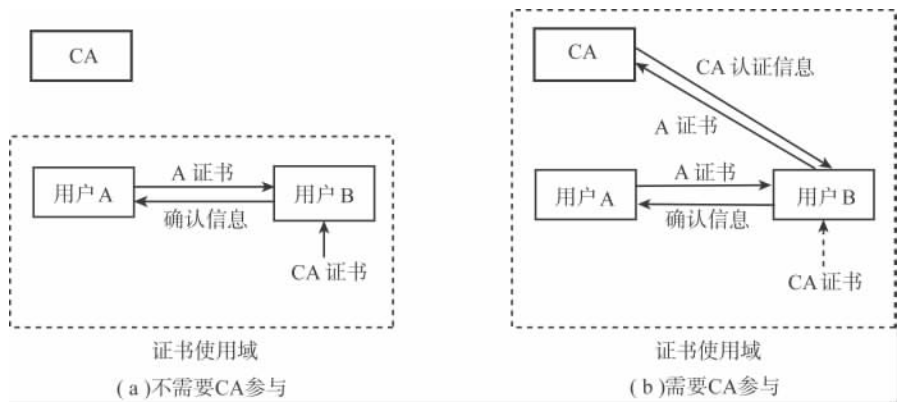 CA
A 证书
用户 A
用户 B
确认信息
CA 证书
证书使用域
( a )不需要CA参与
CA
CA 认证信息
A 证书
A 证书
用户 A
用户 B
确认信息
CA 证书
证书使用域
( b )需要CA参与